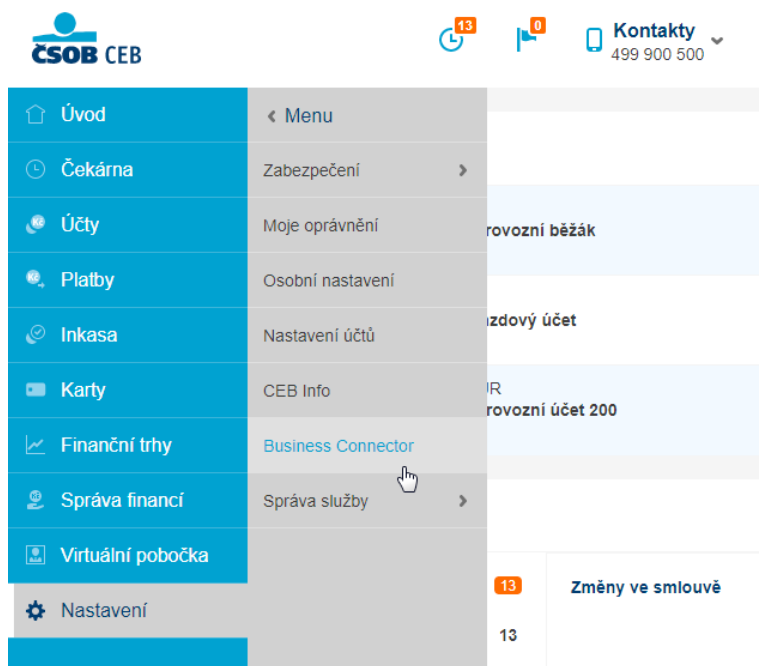 13
0
Kontakty
499 900 500
ČSOB CEB
Úvod
Čekárna
Účty
Platby
Inkasa
Karty
Finanční trhy
Správa financí
Virtuální pobočka
Nastavení
Menu
Zabezpečení
Moje oprávnění
Osobní nastavení
Nastavení účtů
CEB Info
Business Connector
Správa služby
rovozní běžák
zdový účet
UR
rovozní účet 200
13
Změny ve smlouvě
13